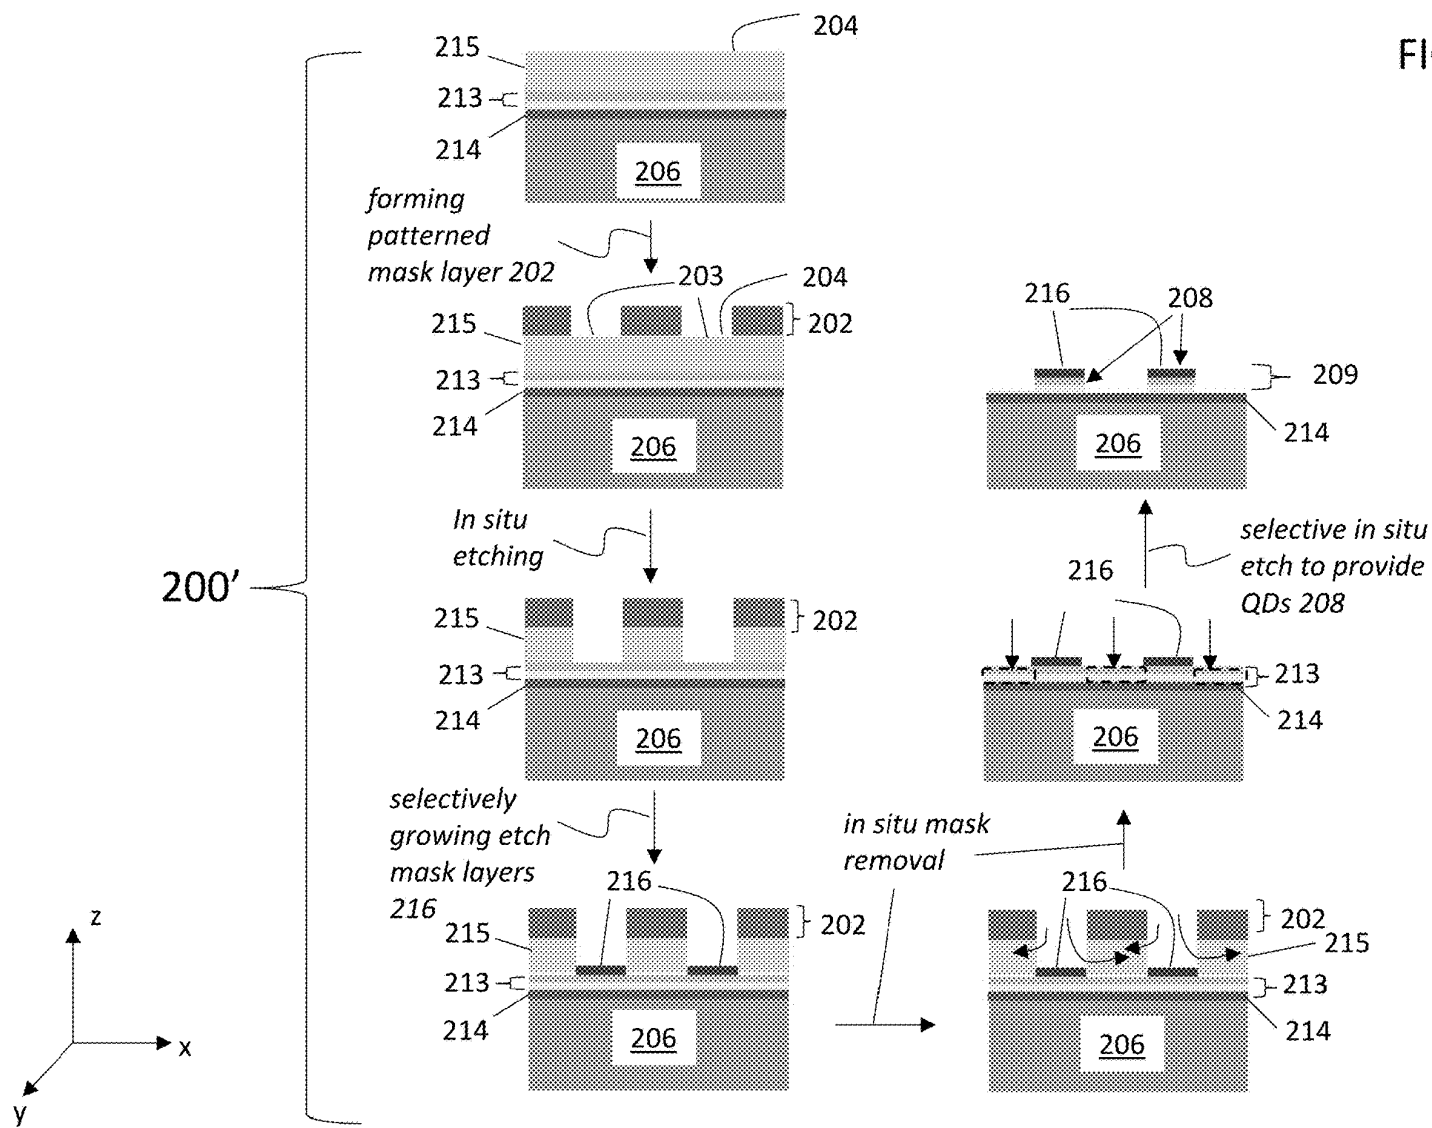 204
FI
215
213
214
206
forming
patterned
mask layer 202
203
204
215
202
213
214
206
In situ
etching
215
202
213
214
206
selectively
growing etch
mask layers
216
216
202
215
213
214
206
200’
z
x
y
in situ mask
removal
216
202
215
213
214
206
216
213
214
206
selective in situ
etch to provide
QDs 208
216
208
209
214
206